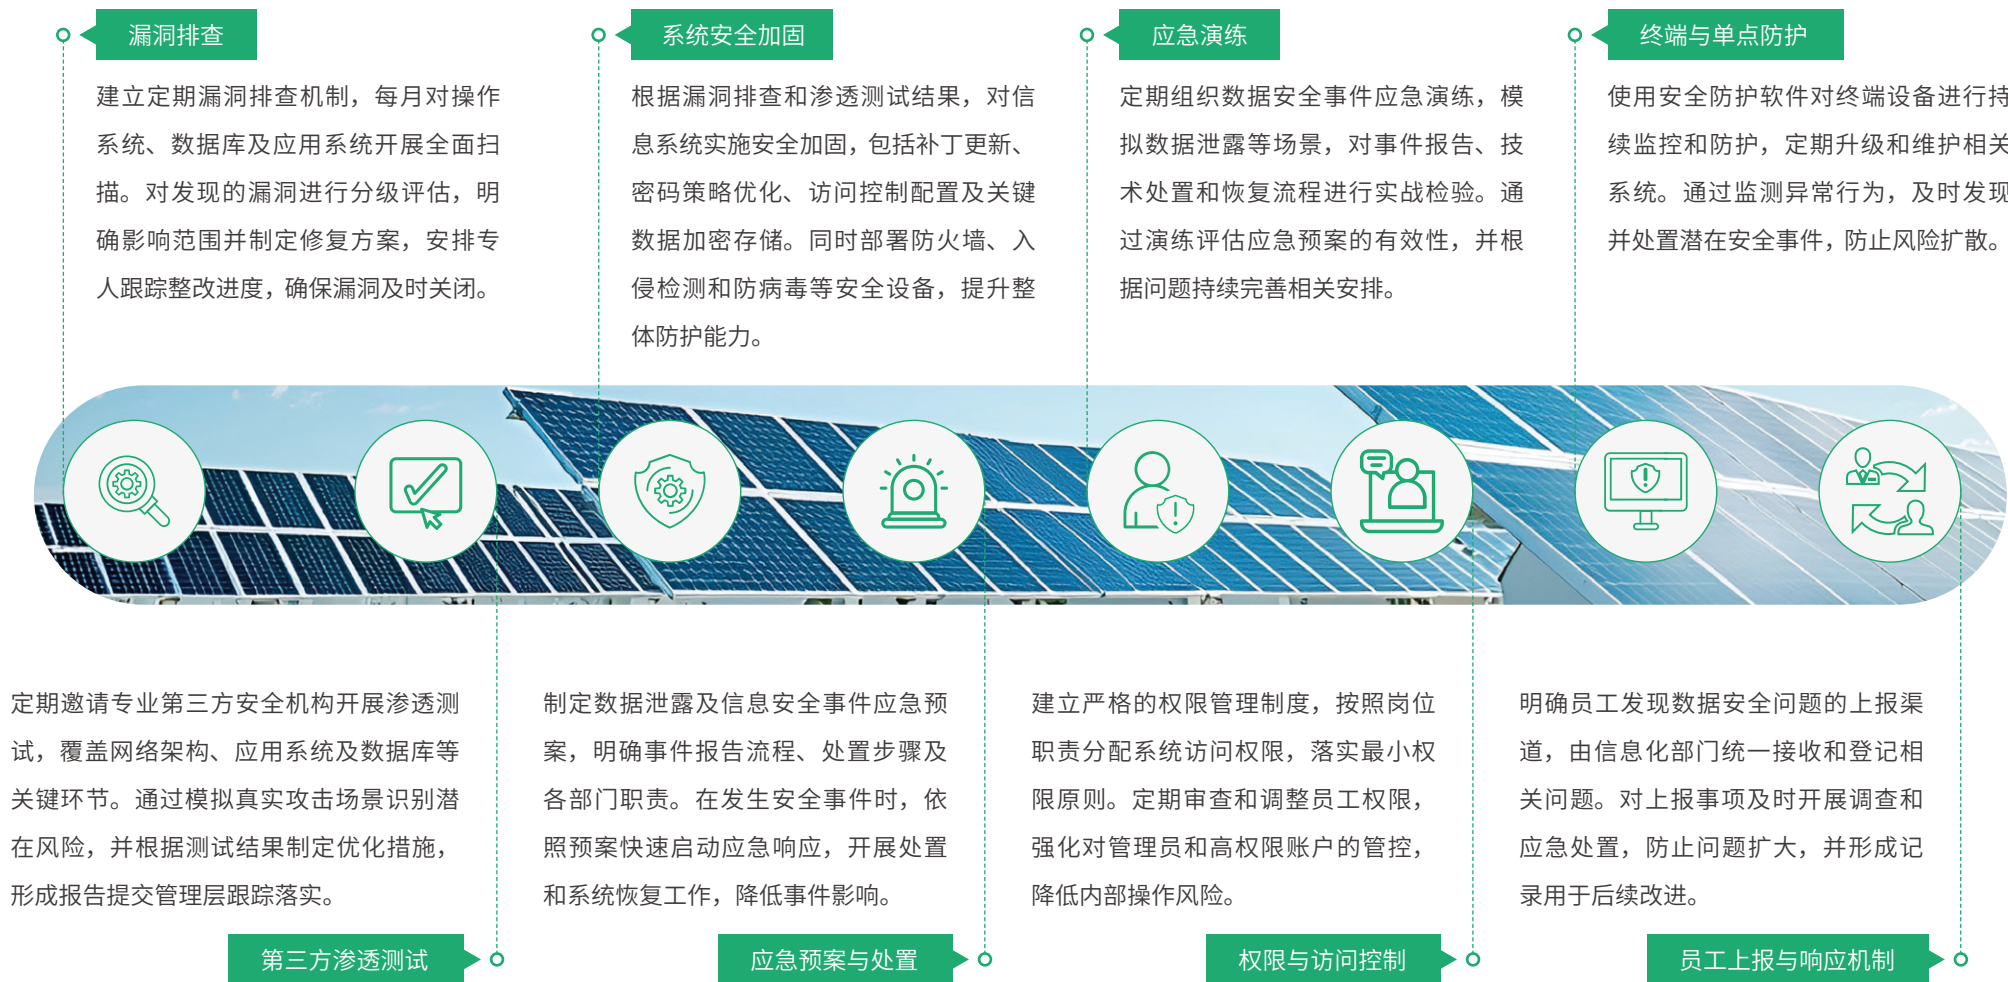 漏洞排查
建立定期漏洞排查机制，每月对操作
系统、数据库及应用系统开展全面扫
描。对发现的漏洞进行分级评估，明
确影响范围并制定修复方案，安排专
人跟踪整改进度，确保漏洞及时关闭。
系统安全加固
根据漏洞排查和渗透测试结果，对信
息系统实施安全加固，包括补丁更新、
密码策略优化、访问控制配置及关键
数据加密存储。同时部署防火墙、入
侵检测和防病毒等安全设备，提升整
体防护能力。
应急演练
定期组织数据安全事件应急演练，模
拟数据泄露等场景，对事件报告、技
术处置和恢复流程进行实战检验。通
过演练评估应急预案的有效性，并根
据问题持续完善相关安排。
终端与单点防护
使用安全防护软件对终端设备进行持
续监控和防护，定期升级和维护相关
系统。通过监测异常行为，及时发现
并处置潜在安全事件，防止风险扩散。
定期邀请专业第三方安全机构开展渗透测
试，覆盖网络架构、应用系统及数据库等
关键环节。通过模拟真实攻击场景识别潜
在风险，并根据测试结果制定优化措施，
形成报告提交管理层跟踪落实。
第三方渗透测试
制定数据泄露及信息安全事件应急预
案，明确事件报告流程、处置步骤及
各部门职责。在发生安全事件时，依
照预案快速启动应急响应，开展处置
和系统恢复工作，降低事件影响。
应急预案与处置
建立严格的权限管理制度，按照岗位
职责分配系统访问权限，落实最小权
限原则。定期审查和调整员工权限，
强化对管理员和高权限账户的管控，
降低内部操作风险。
权限与访问控制
明确员工发现数据安全问题的上报渠
道，由信息化部门统一接收和登记相
关问题。对上报事项及时开展调查和
应急处置，防止问题扩大，并形成记
录用于后续改进。
员工上报与响应机制